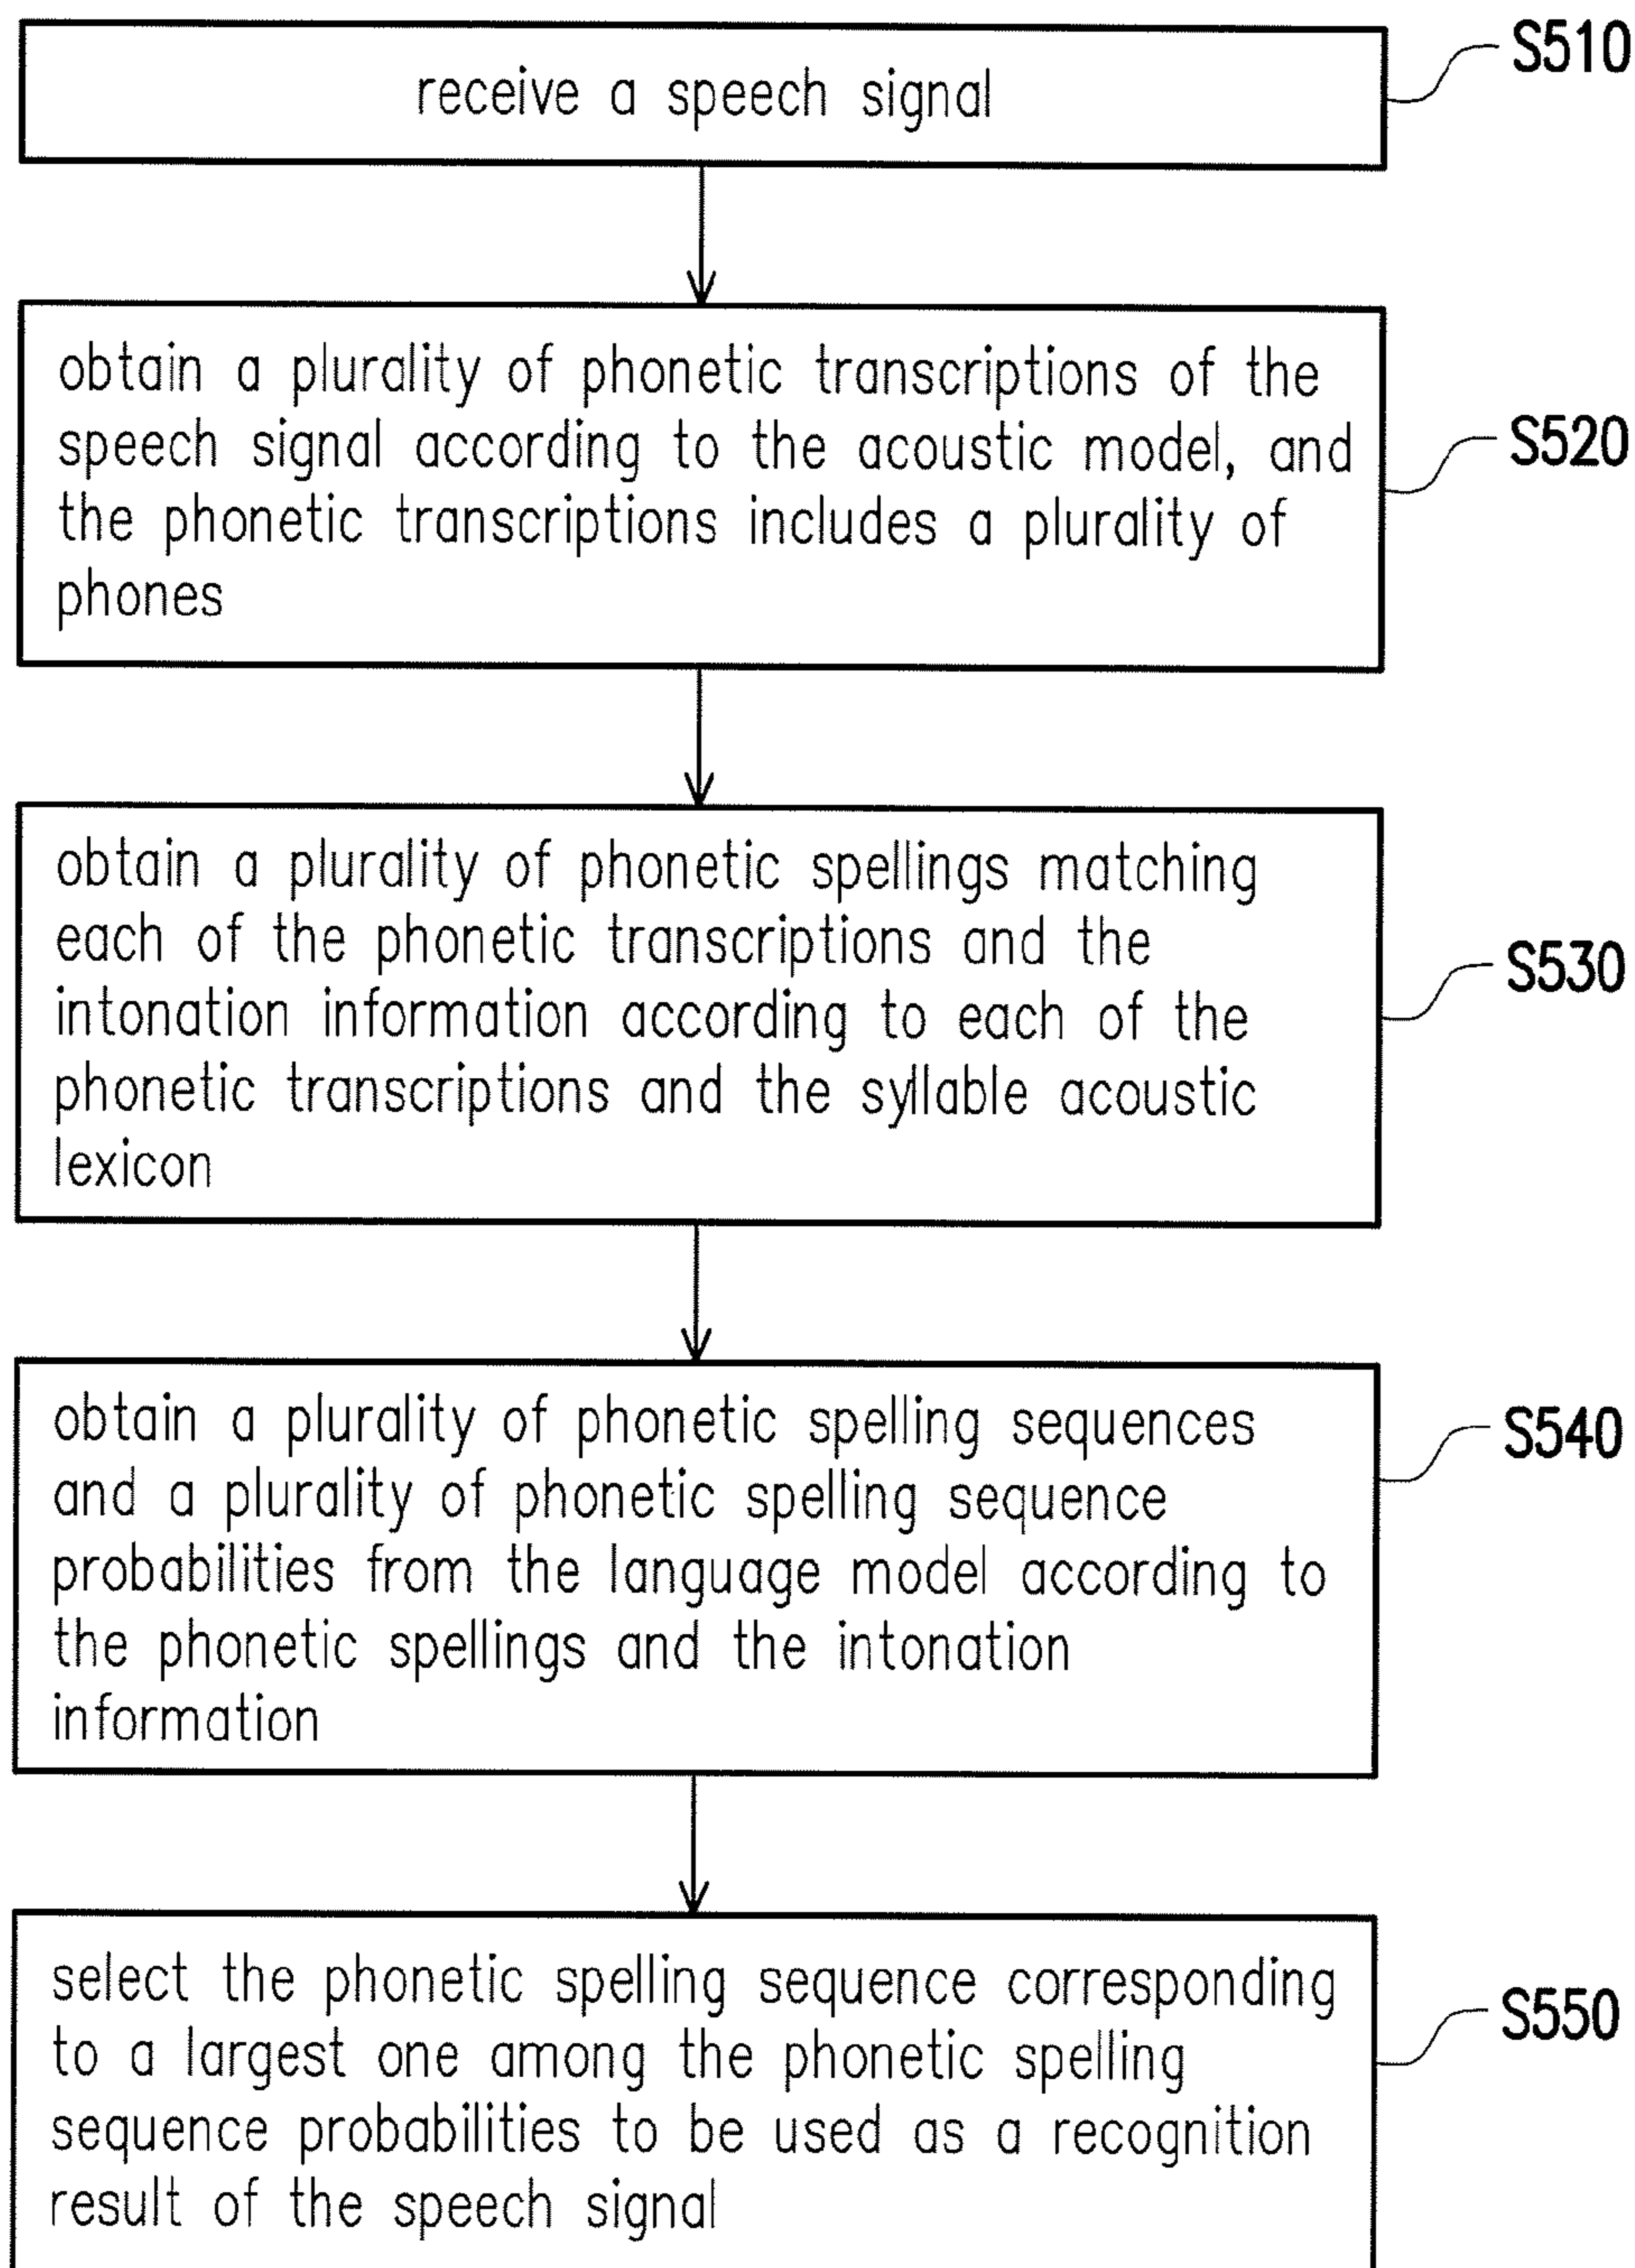 receive a speech signal
S510
obtain a plurality of phonetic transcriptions of the
speech signal according to the acoustic model, and
the phonetic transcriptions includes a plurality of
phones
S520
obtain a plurality of phonetic spellings matching
each of the phonetic transcriptions and the
intonation information according to each of the
phonetic transcriptions and the syllable acoustic
lexicon
S530
obtain a plurality of phonetic spelling sequences
and a plurality of phonetic spelling sequence
probabilities from the language model according to
the phonetic spellings and the intonation
information
S540
select the phonetic spelling sequence corresponding
to a largest one among the phonetic spelling
sequence probabilities to be used as a recognition
result of the speech signal
S550